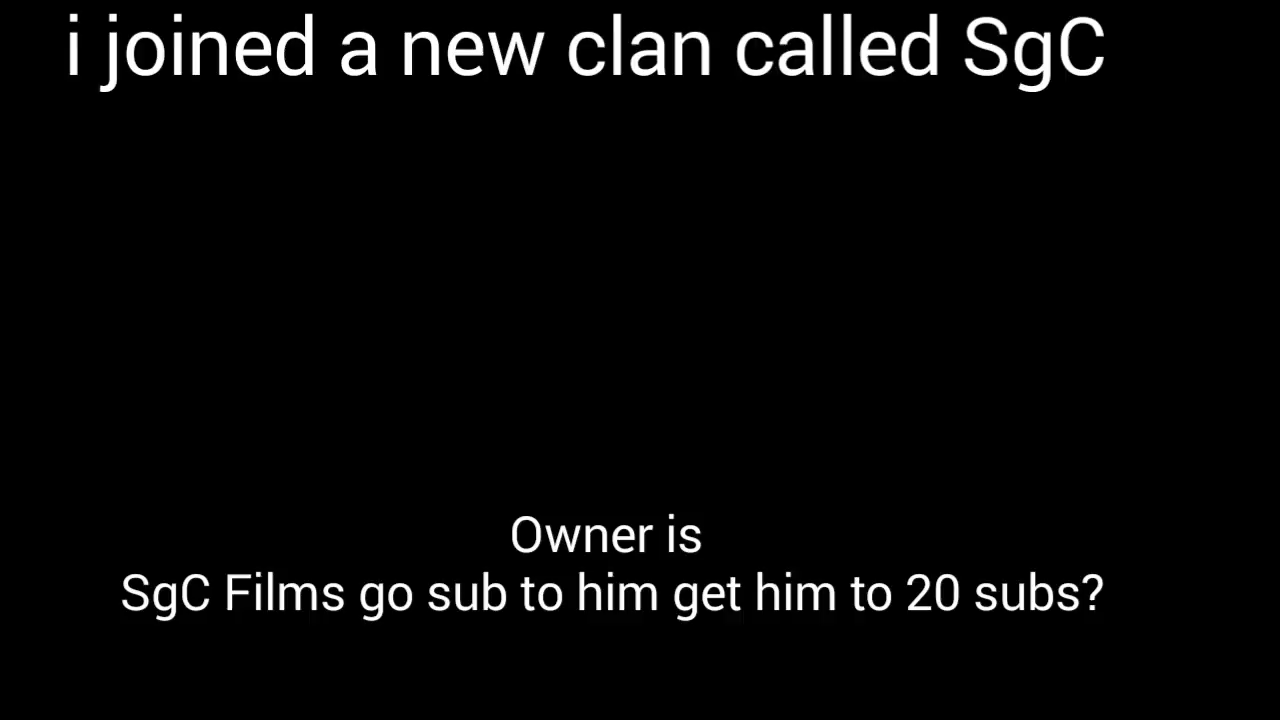 i joined a new clan called SgC
Owner is
SgC Films go sub to him get him to 20 subs?